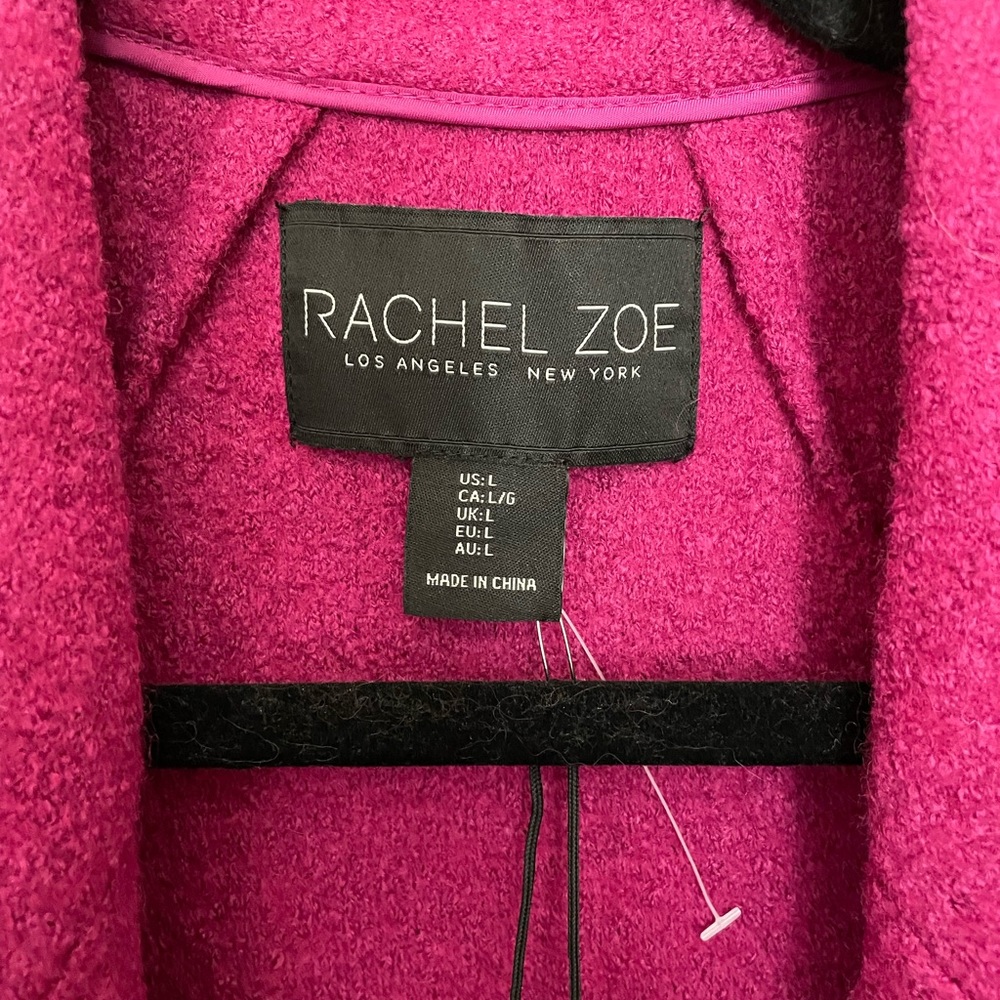 RACHEL ZOE
LOS ANGELES NEW YORK
US: L
CA: L/G
UK: L
EU: L
AU: L
MADE IN CHINA